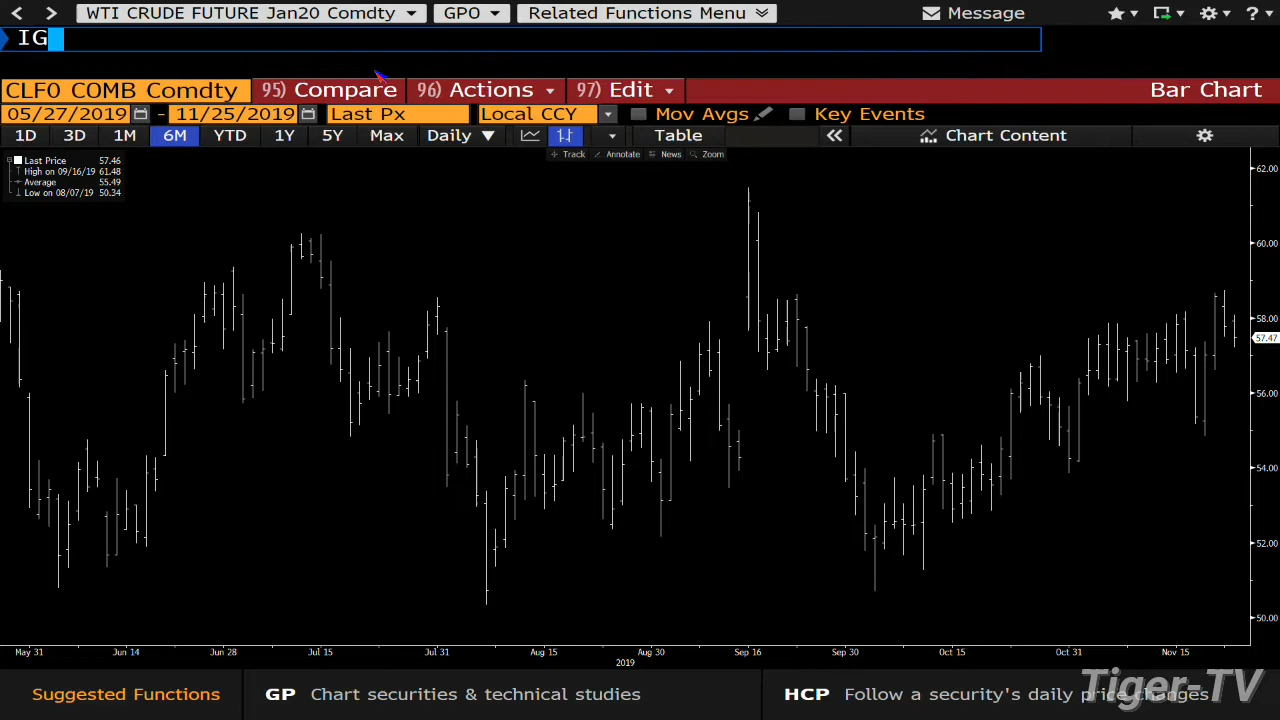 WTI CRUDE FUTURE Jan20 Comdty GPO Related Functions Menu Message ?
IG
CLF0 COMB Comdty 95) Compare 96) Actions 97) Edit Bar Chart
05/27/2019 - 11/25/2019 Last Px Local CCY Mov Avgs Key Events
1D 3D 1M 6M YTD 1Y 5Y Max Daily Table Chart Content
Track Annotate News Zoom
Last Price 57.46
High on 09/16/19 61.48
Average 55.49
Low on 08/07/19 50.34
62.00
60.00
58.00
57.47
56.00
54.00
52.00
50.00
May 31 Jun 14 Jun 28 Jul 15 Jul 31 Aug 15 Aug 30 Sep 16 Sep 30 Oct 15 Oct 31 Nov 15
2019
Suggested Functions GP Chart securities & technical studies HCP Follow a security's daily price changes
Tiger-TV